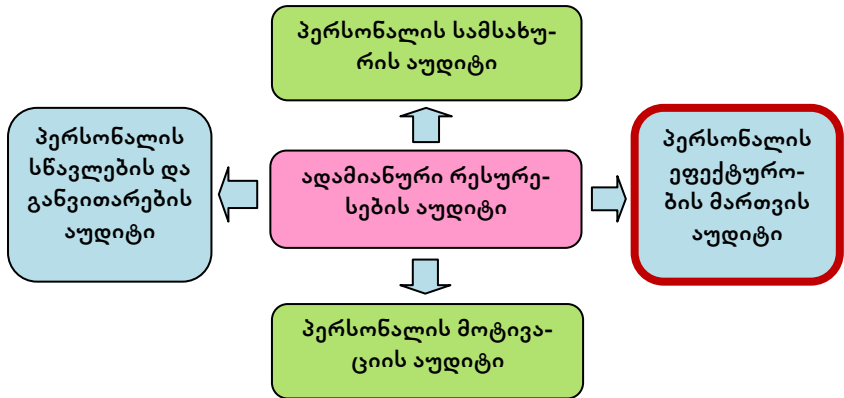 პერსონალის სამსახუ-
რის აუდიტი
პერსონალის
სწავლების და
განვითარების
აუდიტი
ადამიანური რესურე-
სების აუდიტი
პერსონალის
ეფექტურო-
ბის მართვის
აუდიტი
პერსონალის მოტივა-
ციის აუდიტი